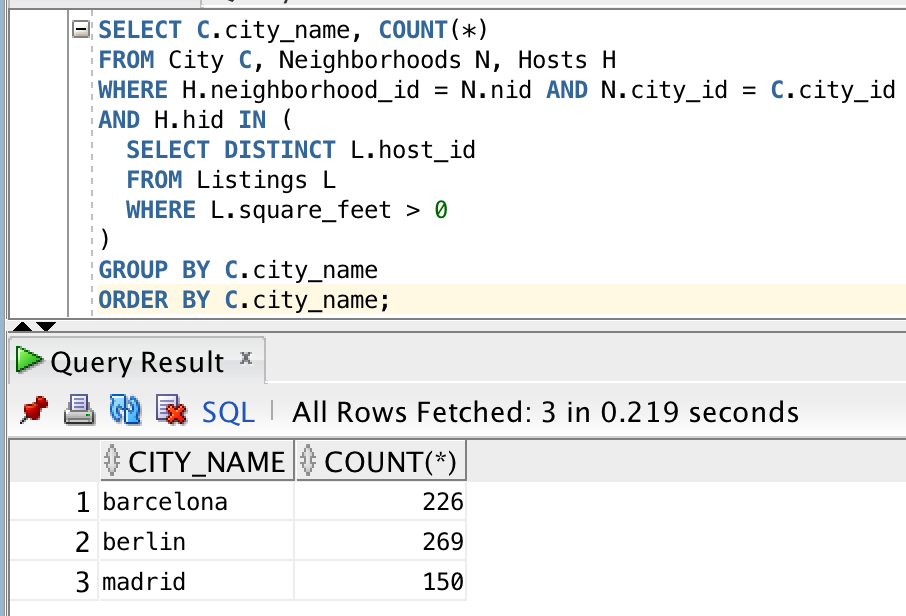 SELECT C.city_name, COUNT(*)
FROM City C, Neighborhoods N, Hosts H
WHERE H.neighborhood_id = N.nid AND N.city_id = C.city_id
AND H.hid IN (
SELECT DISTINCT L.host_id
FROM Listings L
WHERE L.square_feet > 0
)
GROUP BY C.city_name
ORDER BY C.city_name;
Query Result x
SQL | All Rows Fetched: 3 in 0.219 seconds
CITY_NAME COUNT(*)
1 barcelona 226
2 berlin 269
3 madrid 150